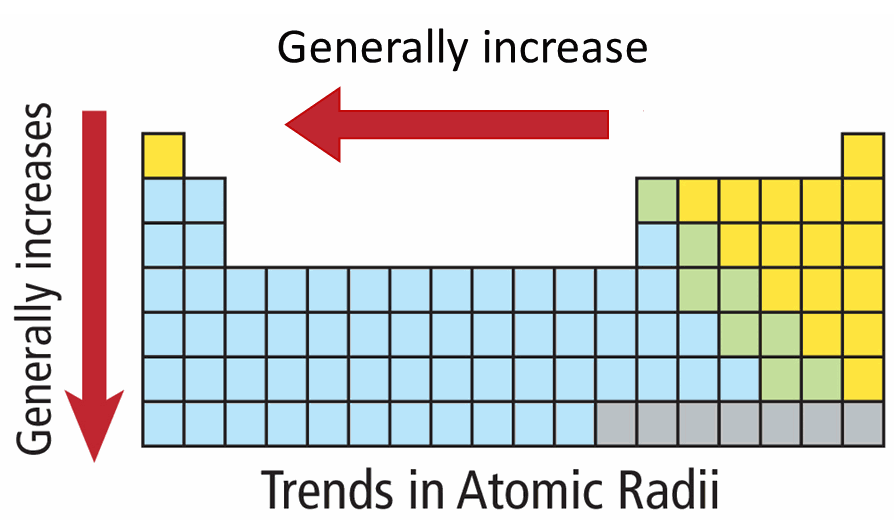 Generally increase
Generally increases
Trends in Atomic Radii